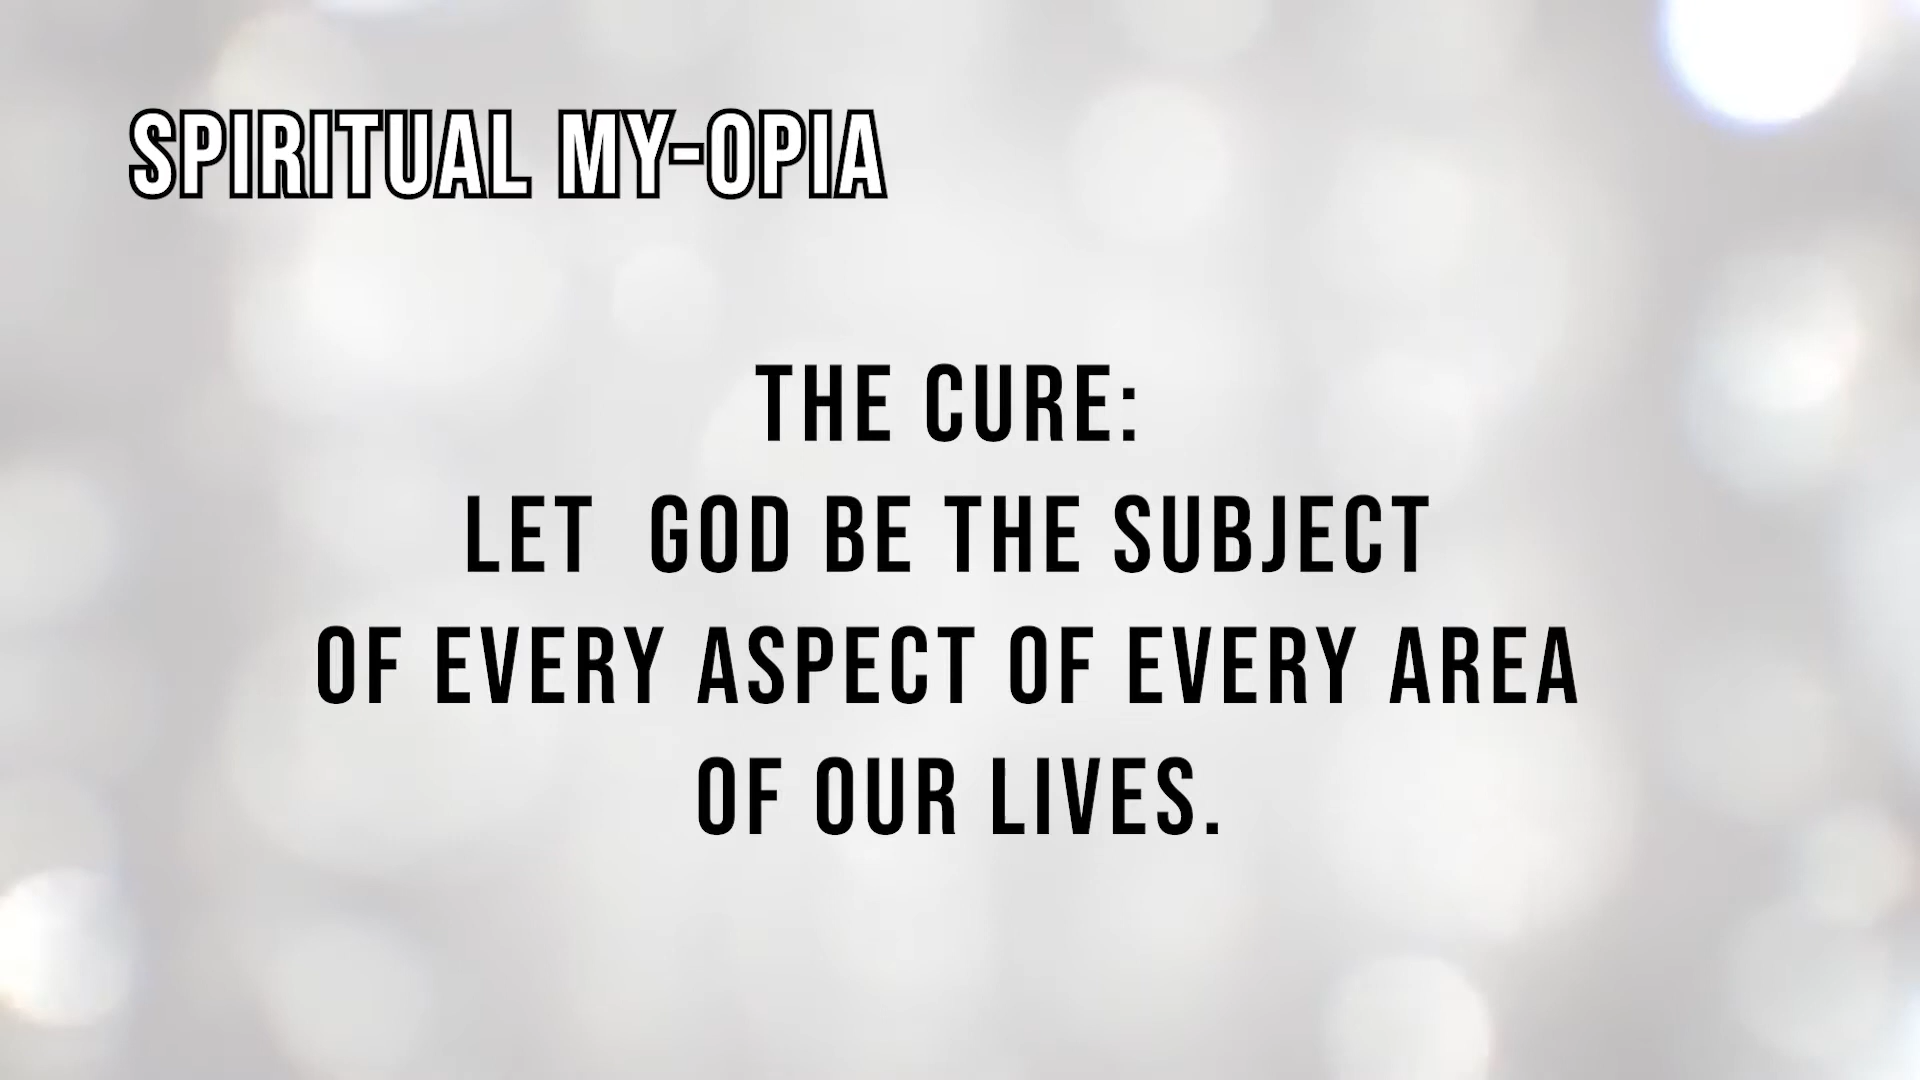 SPIRITUAL MY-OPIA
THE CURE:
LET  GOD BE THE SUBJECT
OF EVERY ASPECT OF EVERY AREA
OF OUR LIVES.